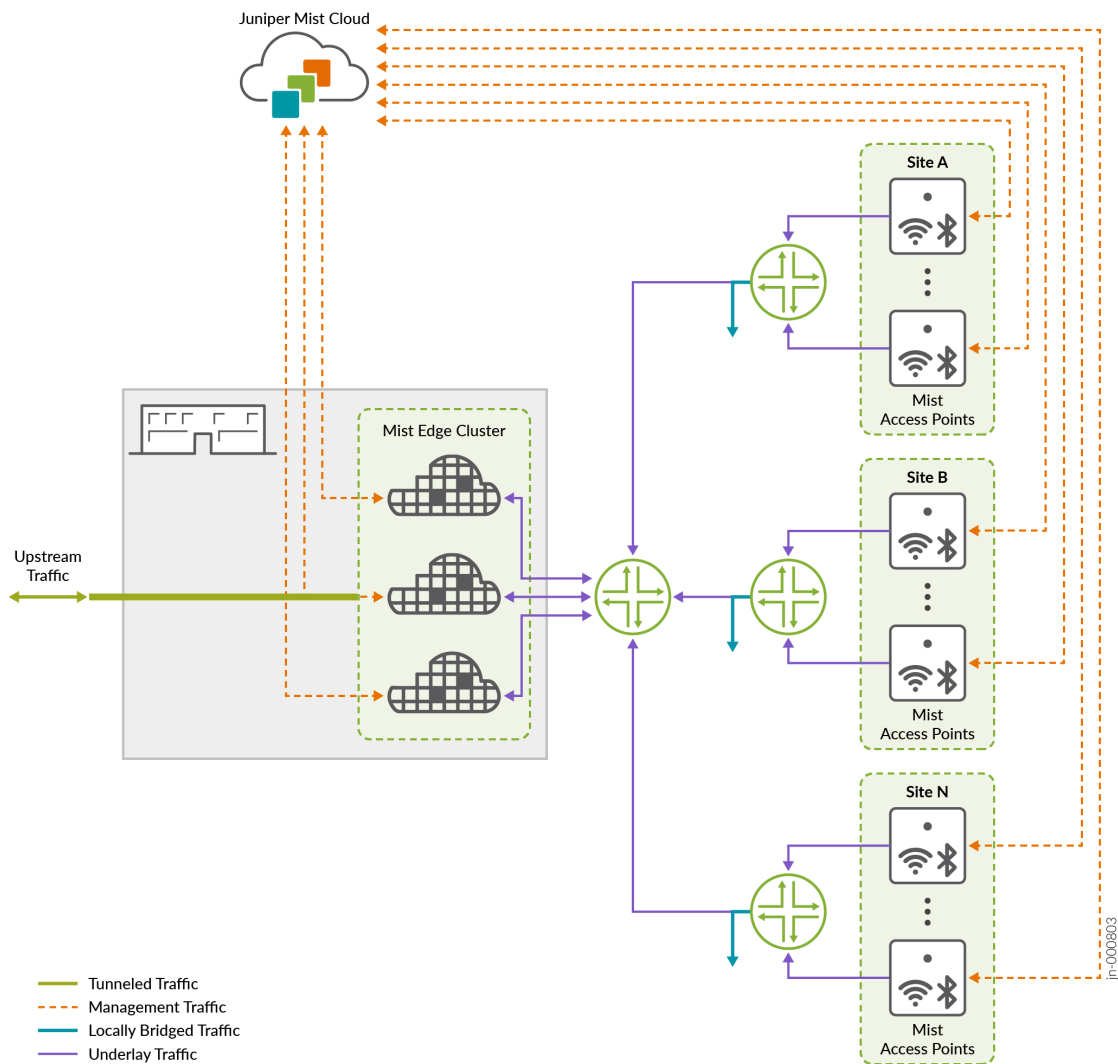 Juniper Mist Cloud
Site A
Mist
Access Points
Mist Edge Cluster
Upstream
Traffic
Site B
Mist
Access Points
Site N
Mist
Access Points
jn-000803
Tunneled Traffic
Management Traffic
Locally Bridged Traffic
Underlay Traffic